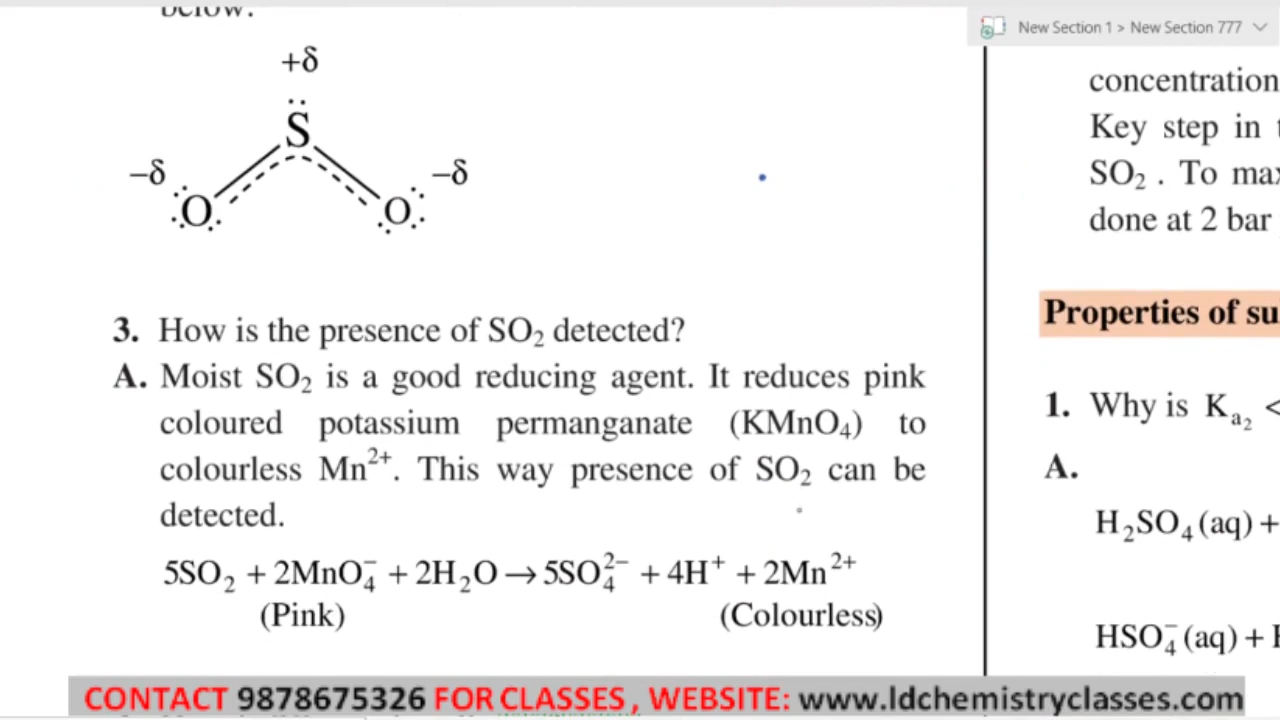 below.
New Section 1 > New Section 777
+δ
S
−δ
−δ
O
O
3. How is the presence of SO₂ detected?
A. Moist SO₂ is a good reducing agent. It reduces pink
coloured potassium permanganate (KMnO₄) to
colourless Mn²⁺. This way presence of SO₂ can be
detected.
5SO₂ + 2MnO₄⁻ + 2H₂O → 5SO₄²⁻ + 4H⁺ + 2Mn²⁺
(Pink) (Colourless)
concentration
Key step in
SO₂ . To
done at 2 bar
Properties of
1. Why is Kₐ₂ <
A.
H₂SO₄ (aq) +
HSO₄⁻ (aq) +
CONTACT 9878675326 FOR CLASSES , WEBSITE: www.ldchemistryclasses.com